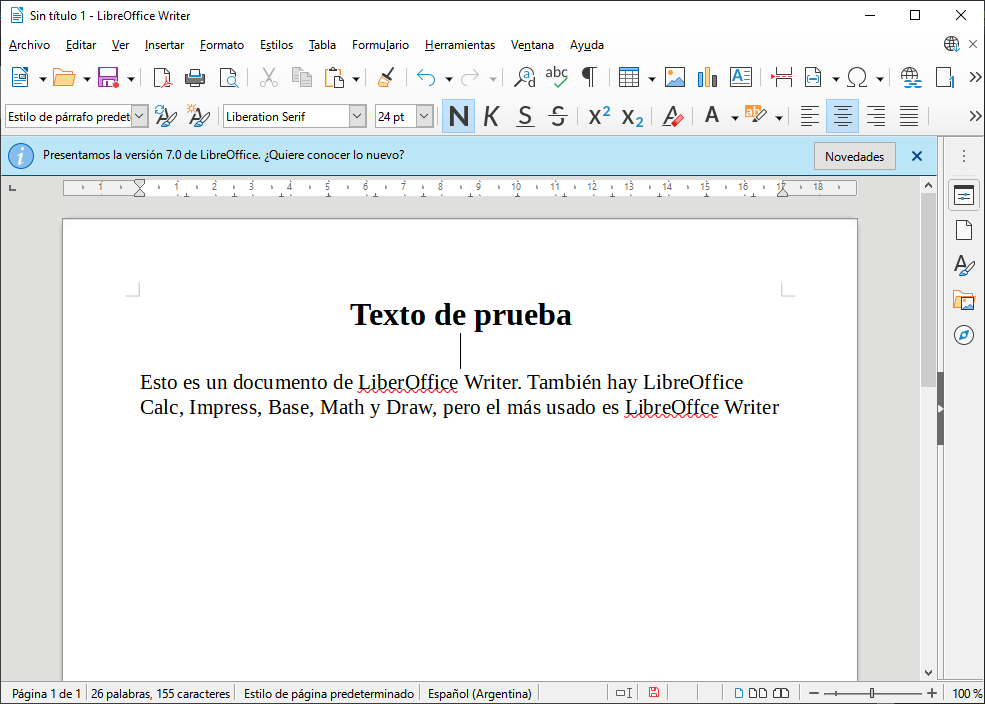 Sin título 1 - LibreOffice Writer
Archivo Editar Ver Insertar Formato Estilos Tabla Formulario Herramientas Ventana Ayuda
abc
Estilo de párrafo predet Liberation Serif 24 pt N K S S X² X₂ A
Presentamos la versión 7.0 de LibreOffice. ¿Quiere conocer lo nuevo? Novedades
1 1 2 3 4 5 6 7 8 9 10 11 12 13 14 15 16 17 18
Texto de prueba
Esto es un documento de LiberOffice Writer. También hay LibreOffice
Calc, Impress, Base, Math y Draw, pero el más usado es LibreOffce Writer
Página 1 de 1 26 palabras, 155 caracteres Estilo de página predeterminado Español (Argentina) 100 %